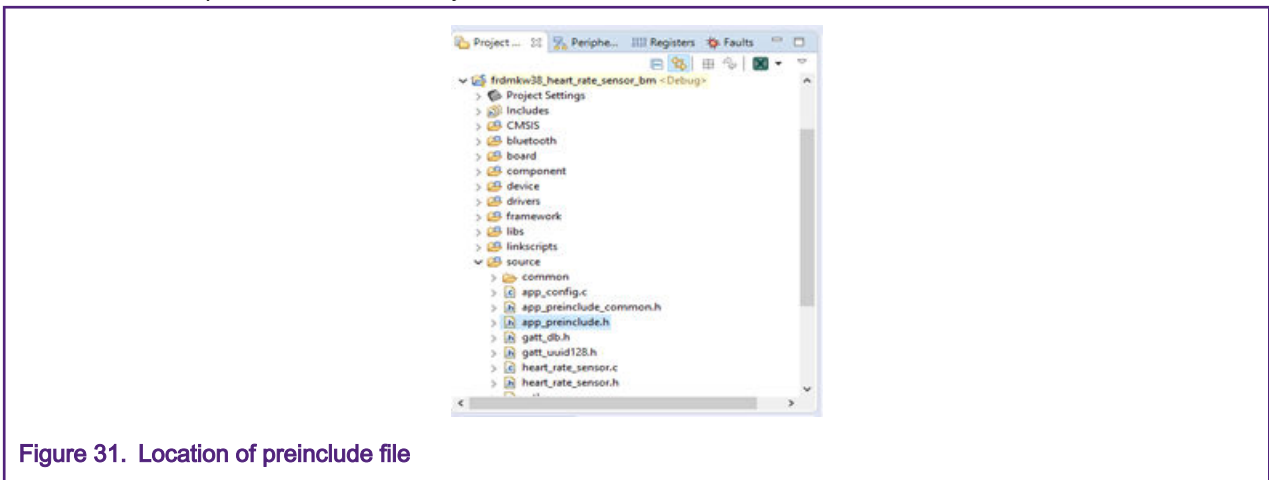 Project ... Periphe... Registers Faults
frdmkw38_heart_rate_sensor_bm <Debug>
Project Settings
Includes
CMSIS
bluetooth
board
component
device
drivers
framework
libs
linkscripts
source
common
app_config.c
app_preinclude_common.h
app_preinclude.h
gatt_db.h
gatt_uuid128.h
heart_rate_sensor.c
heart_rate_sensor.h
Figure 31. Location of preinclude file